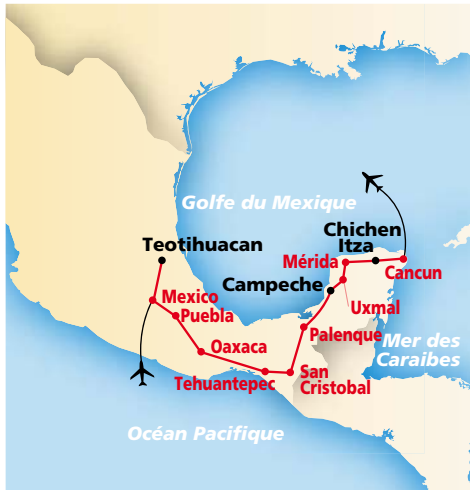 Golfe du Mexique
Teotihuacan
Chichen
Itza
Mérida
Cancun
Campeche
Mexico
Uxmal
Puebla
Palenque
Mer des
Caraibes
Oaxaca
Tehuantepec
San
Cristobal
Océan Pacifique